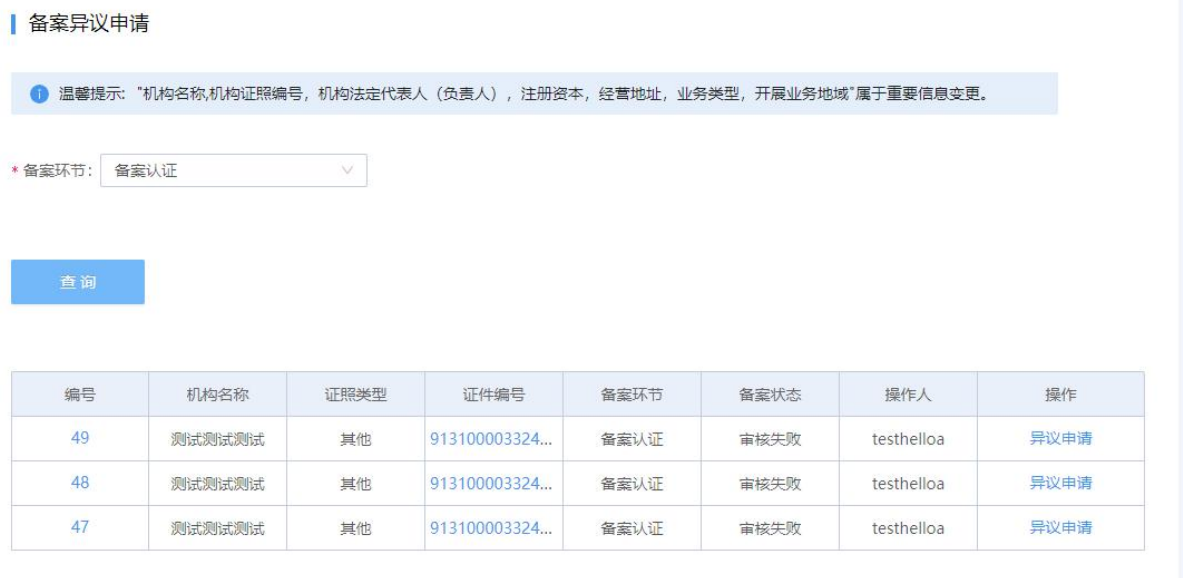 备案异议申请
温馨提示: "机构名称,机构证照编号，机构法定代表人（负责人），注册资本，经营地址，业务类型，开展业务地域"属于重要信息变更。
* 备案环节: 备案认证
查 询
编号 机构名称 证照类型 证件编号 备案环节 备案状态 操作人 操作
49 测试测试测试 其他 913100003324... 备案认证 审核失败 testhelloa 异议申请
48 测试测试测试 其他 913100003324... 备案认证 审核失败 testhelloa 异议申请
47 测试测试测试 其他 913100003324... 备案认证 审核失败 testhelloa 异议申请